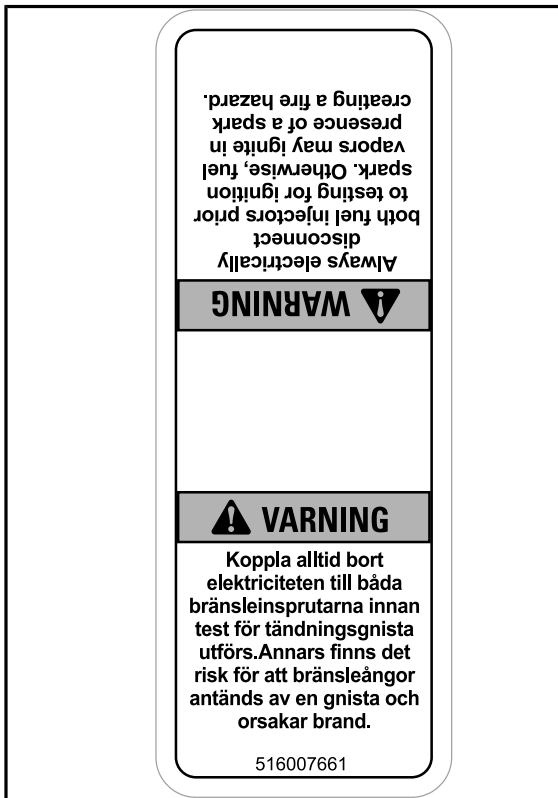 WARNING
Always electrically
disconnect
both fuel injectors prior
to testing for ignition
spark. Otherwise, fuel
vapors may ignite in
presence of a spark
creating a fire hazard.
VARNING
Koppla alltid bort
elektriciteten till båda
bränsleinsprutarna innan
test för tändningsgnista
utförs.Annars finns det
risk för att bränsleångor
antänds av en gnista och
orsakar brand.
516007661